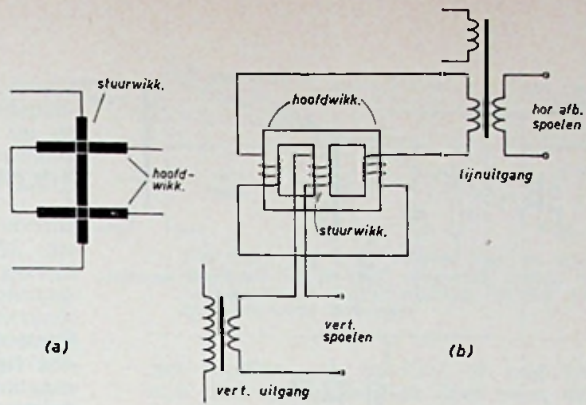 stuurwikk.
hoofd-
wikk.
(a)
hoofdwikk.
stuurwikk.
hor afb.
spoelen
lijnuitgang
vert.
spoelen
(b)
vert. uitgang